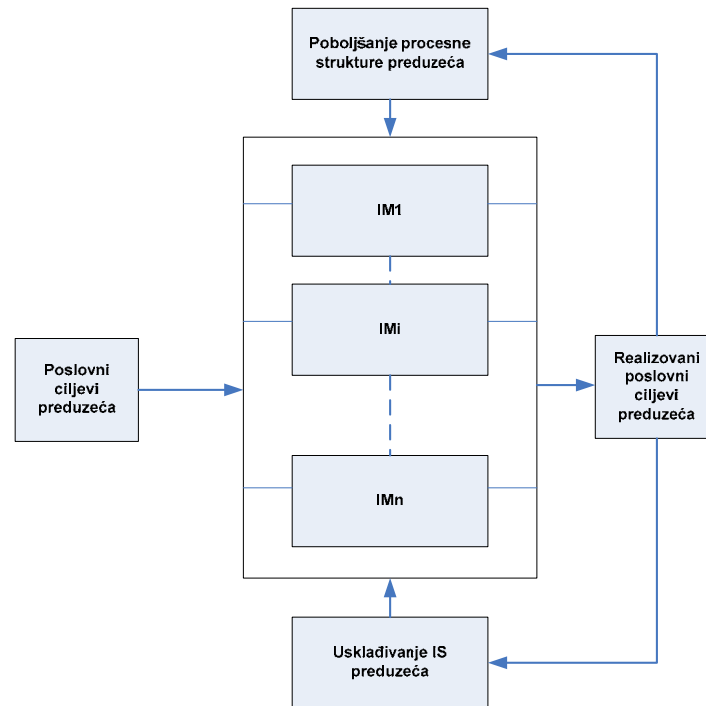 Poboljšanje procesne
strukture preduzeća
IM1
IMi
Poslovni
ciljevi
preduzeća
Realizovani
poslovni
ciljevi
preduzeća
IMn
Usklađivanje IS
preduzeća